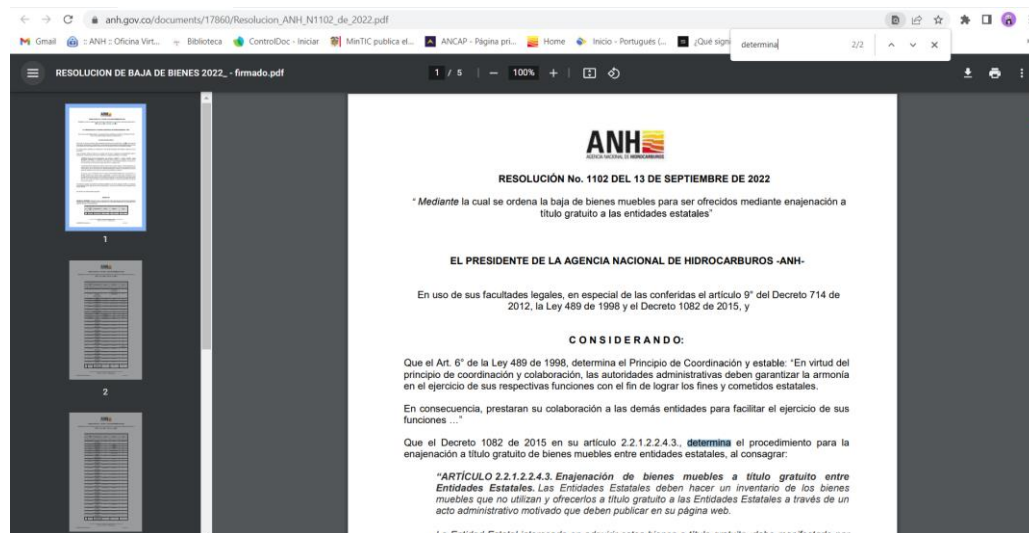 anh.gov.co/documents/17860/Resolucion_ANH_N1102_de_2022.pdf
Gmail :: ANH :: Oficina Virt... Biblioteca ControlDoc - Iniciar MinTIC publica el... ANCAP - Página pri... Home Inicio - Português (... ¿Qué signi
determina 2/2
RESOLUCION DE BAJA DE BIENES 2022_ - firmado.pdf 1 / 5 100%
1
2
ANH
AGENCIA NACIONAL DE HIDROCARBUROS
RESOLUCIÓN No. 1102 DEL 13 DE SEPTIEMBRE DE 2022
" Mediante la cual se ordena la baja de bienes muebles para ser ofrecidos mediante enajenación a
título gratuito a las entidades estatales"
EL PRESIDENTE DE LA AGENCIA NACIONAL DE HIDROCARBUROS -ANH-
En uso de sus facultades legales, en especial de las conferidas el artículo 9° del Decreto 714 de
2012, la Ley 489 de 1998 y el Decreto 1082 de 2015, y
C O N S I D E R A N D O:
Que el Art. 6° de la Ley 489 de 1998, determina el Principio de Coordinación y estable: "En virtud del
principio de coordinación y colaboración, las autoridades administrativas deben garantizar la armonía
en el ejercicio de sus respectivas funciones con el fin de lograr los fines y cometidos estatales.
En consecuencia, prestaran su colaboración a las demás entidades para facilitar el ejercicio de sus
funciones ..."
Que el Decreto 1082 de 2015 en su artículo 2.2.1.2.2.4.3., determina el procedimiento para la
enajenación a título gratuito de bienes muebles entre entidades estatales, al consagrar:
"ARTÍCULO 2.2.1.2.2.4.3. Enajenación de bienes muebles a título gratuito entre
Entidades Estatales. Las Entidades Estatales deben hacer un inventario de los bienes
muebles que no utilizan y ofrecerlos a título gratuito a las Entidades Estatales a través de un
acto administrativo motivado que deben publicar en su página web.